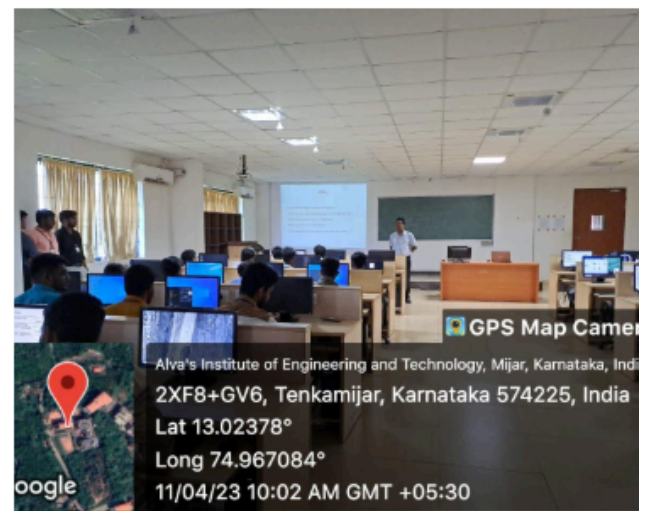 GPS Map Camer
Alva's Institute of Engineering and Technology, Mijar, Karnataka, Indi
2XF8+GV6, Tenkamijar, Karnataka 574225, India
Lat 13.02378°
Long 74.967084°
11/04/23 10:02 AM GMT +05:30
oogle